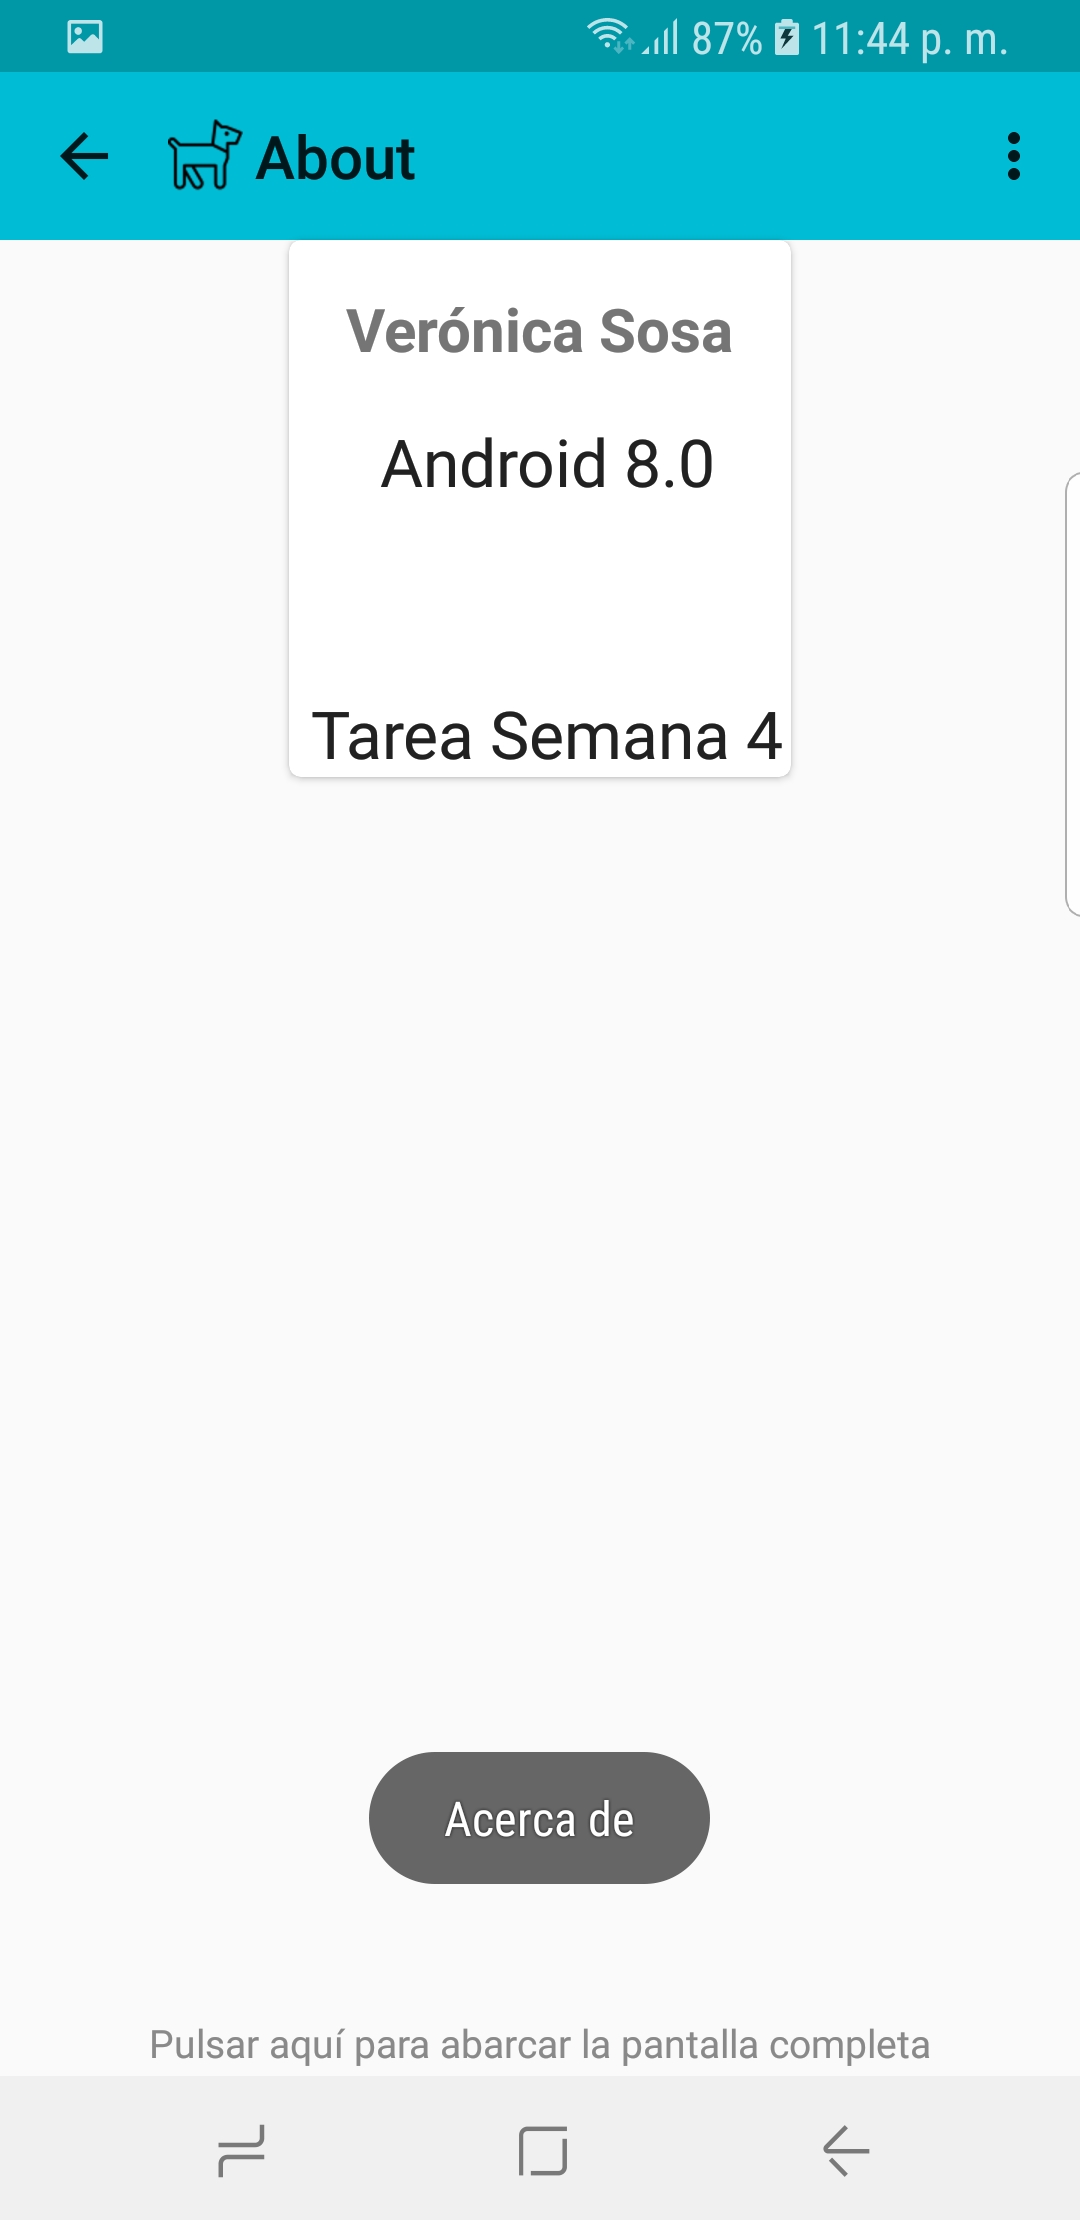 87% 11:44 p. m.
About
Verónica Sosa
Android 8.0
Tarea Semana 4
Acerca de
Pulsar aquí para abarcar la pantalla completa